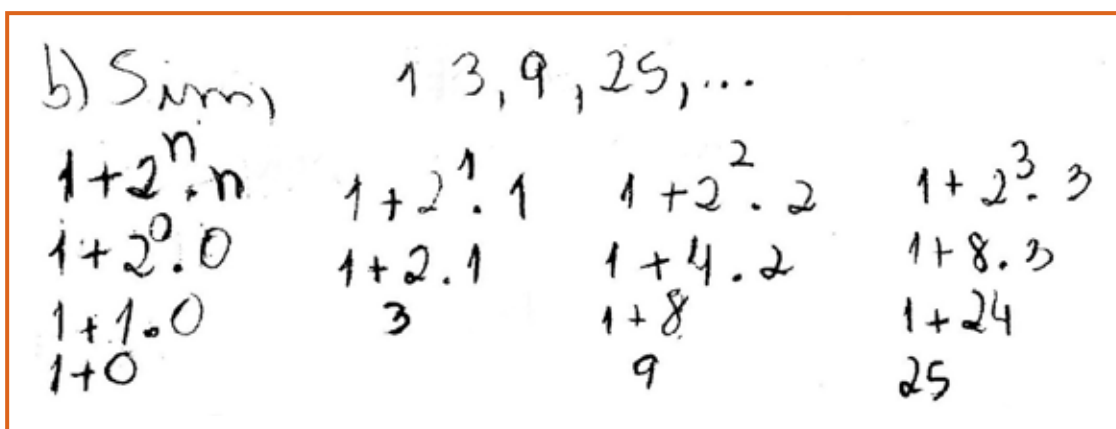 b) Sim, 1 3, 9, 25, ...
1+2ⁿ.n 1+2¹.1 1+2².2 1+2³.3
1+2⁰.0 1+2.1 1+4.2 1+8.3
1+1.0 3 1+8 1+24
1+0 9 25